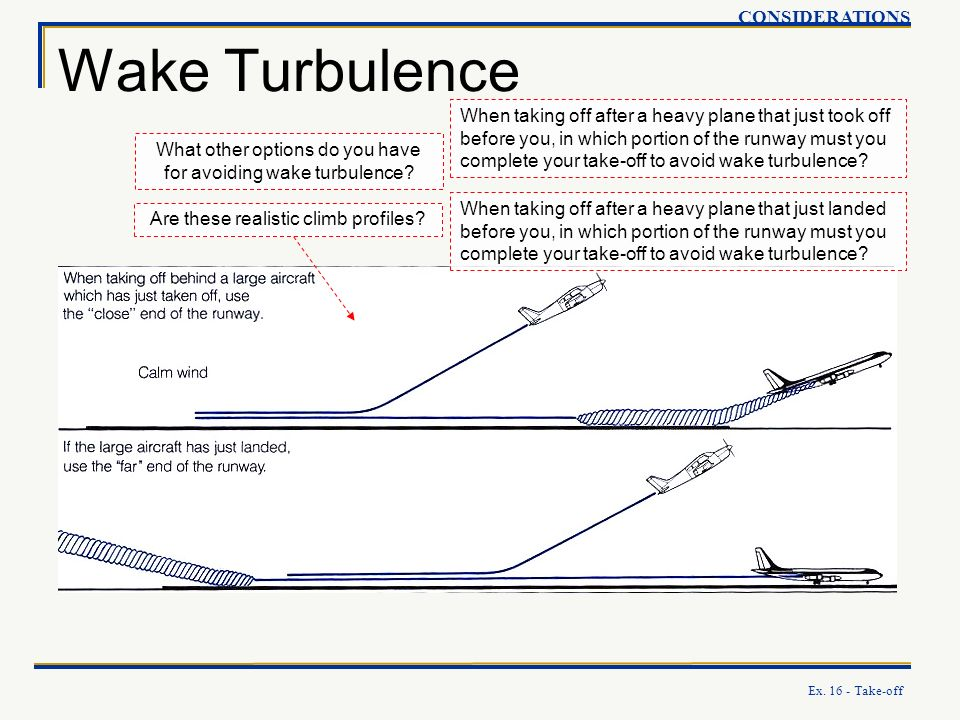 CONSIDERATIONS
Wake Turbulence
When taking off after a heavy plane that just took off
before you, in which portion of the runway must you
complete your take-off to avoid wake turbulence?
What other options do you have
for avoiding wake turbulence?
When taking off after a heavy plane that just landed
before you, in which portion of the runway must you
complete your take-off to avoid wake turbulence?
Are these realistic climb profiles?
When taking off behind a large aircraft
which has just taken off, use
the "close" end of the runway.
Calm wind
If the large aircraft has just landed,
use the "far" end of the runway.
Ex. 16 - Take-off